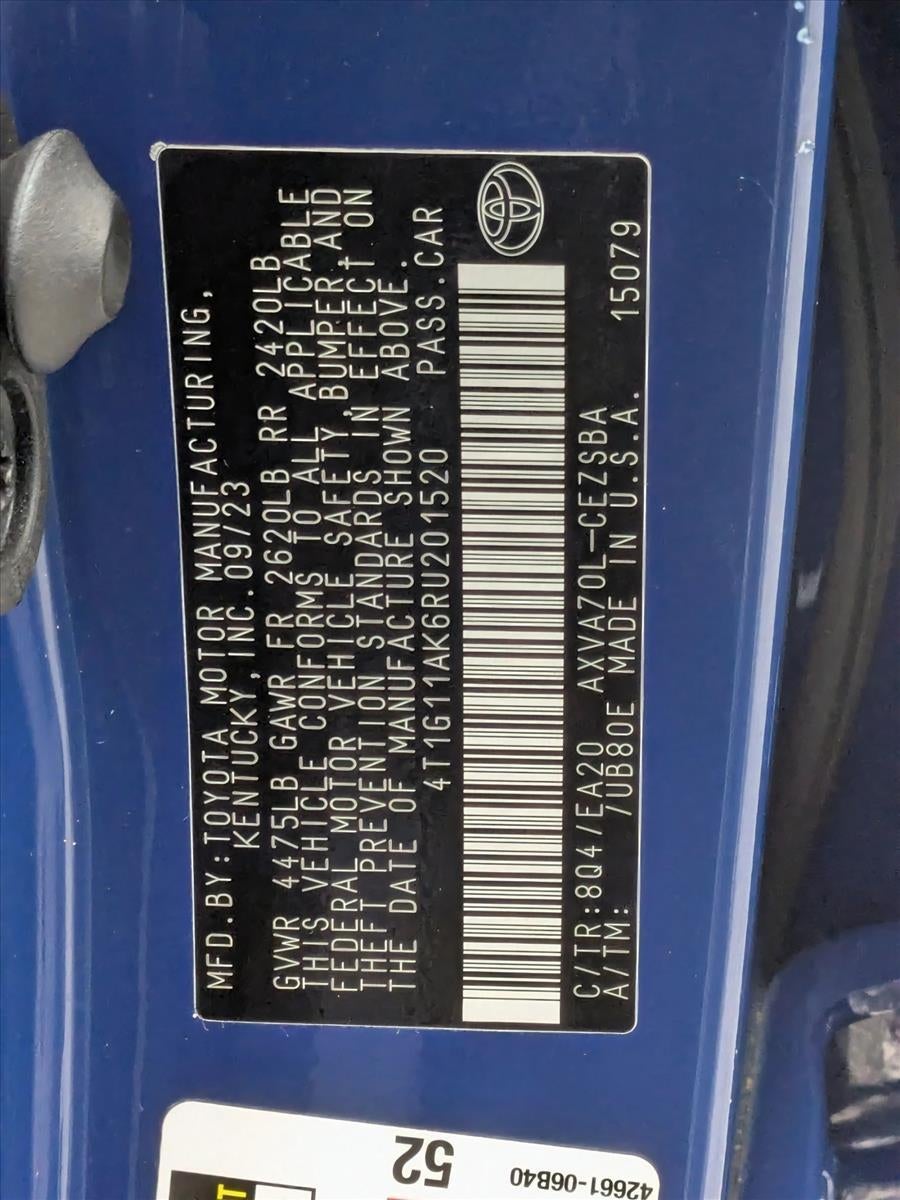 MFD.BY:TOYOTA MOTOR MANUFACTURING,
KENTUCKY,INC.09/23
GVWR 4475LB GAWR FR 2620LB RR 2420LB
THIS VEHICLE CONFORMS TO ALL APPLICABLE
FEDERAL MOTOR VEHICLE SAFETY,BUMPER,AND
THEFT PREVENTION STANDARDS IN EFFECT ON
THE DATE OF MANUFACTURE SHOWN ABOVE.
4T1G11AK6RU201520 PASS.CAR
C/TR:8Q4/EA20 AXVA70L-CEZSBA
A/TM: /UB80E MADE IN U.S.A. 15079
52
42661-06B40